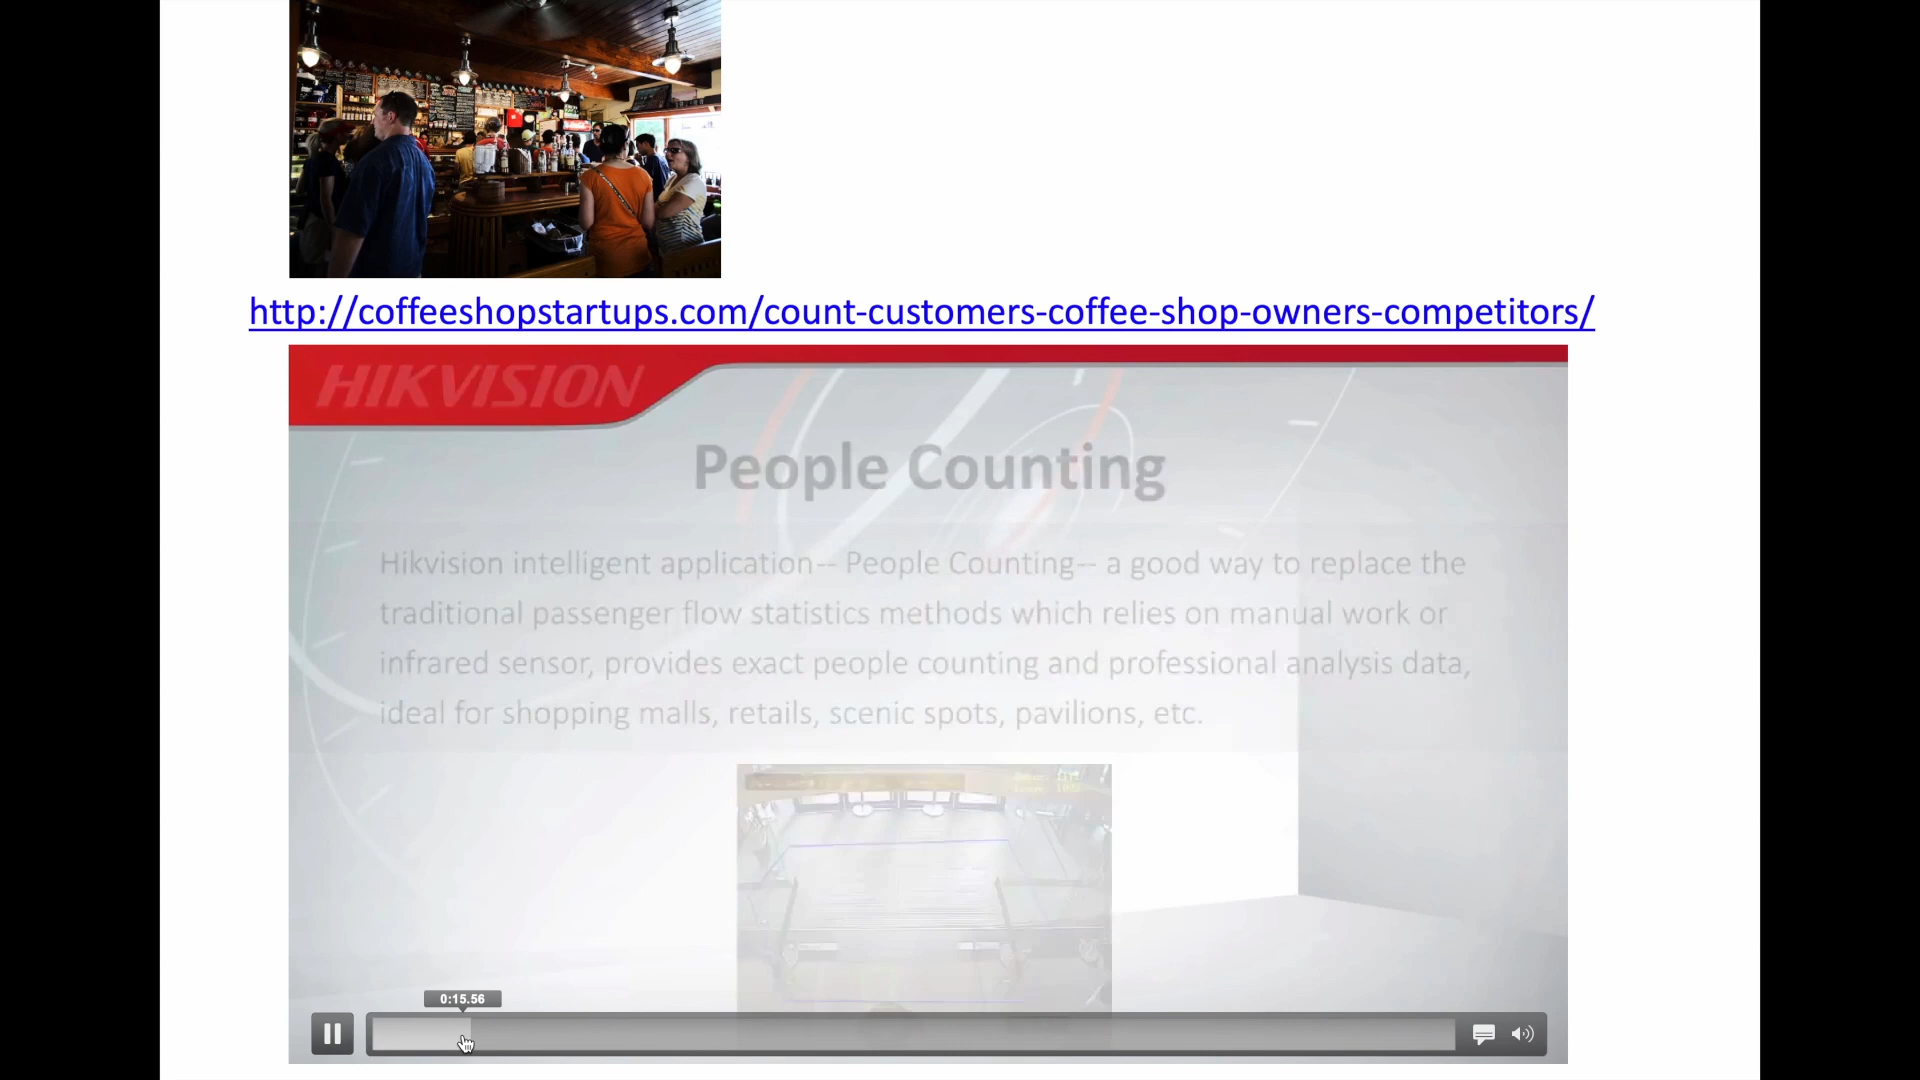 http://coffeeshopstartups.com/count-customers-coffee-shop-owners-competitors/
HIKVISION
People Counting
Hikvision intelligent application-- People Counting-- a good way to replace the
traditional passenger flow statistics methods which relies on manual work or
infrared sensor, provides exact people counting and professional analysis data,
ideal for shopping malls, retails, scenic spots, pavilions, etc.
0:15.56